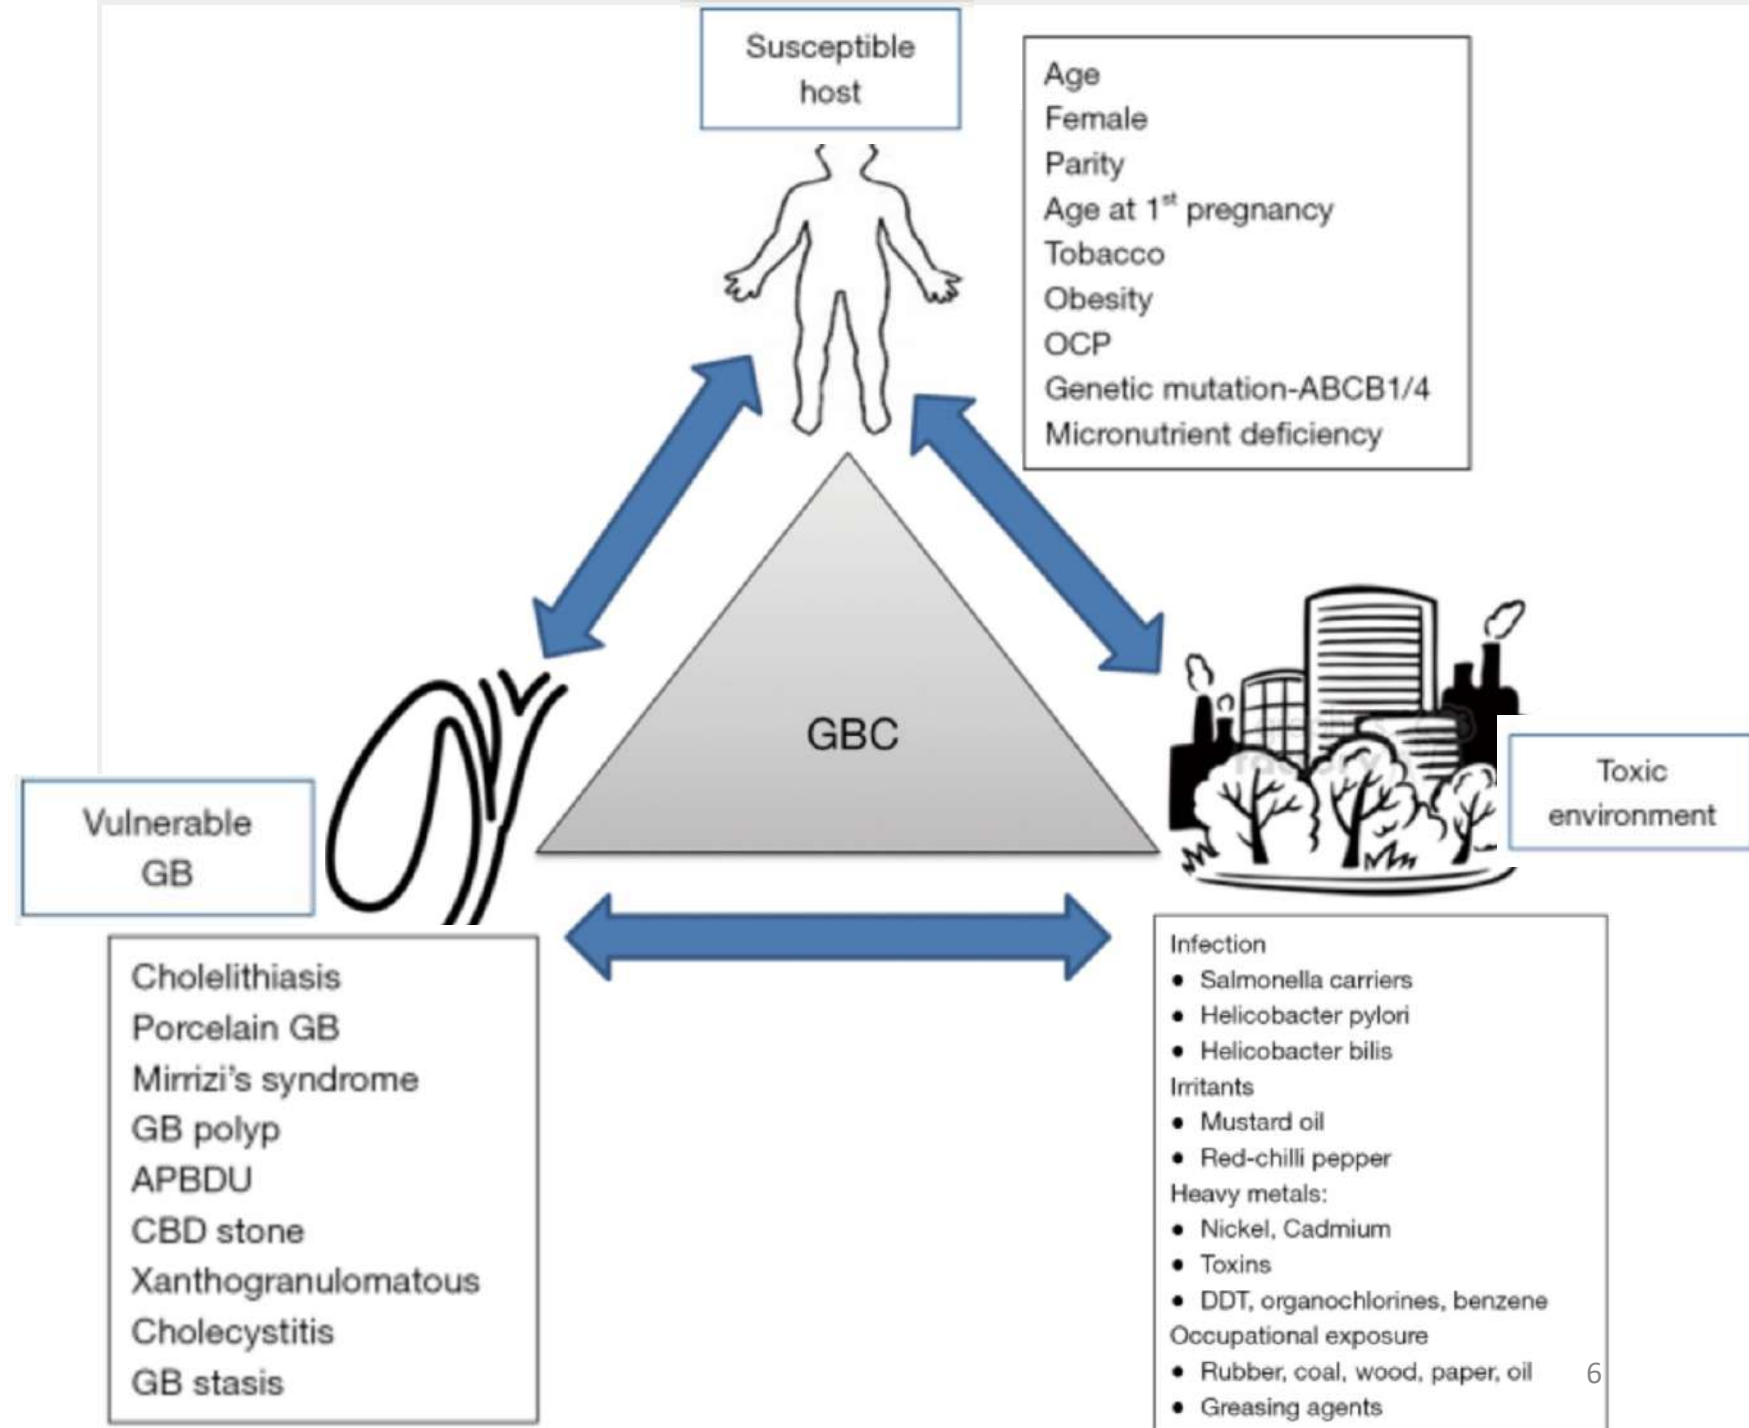 Susceptible
host
Age
Female
Parity
Age at 1st pregnancy
Tobacco
Obesity
OCP
Genetic mutation-ABCB1/4
Micronutrient deficiency
GBC
Vulnerable
GB
Toxic
environment
Cholelithiasis
Porcelain GB
Mirrizi's syndrome
GB polyp
APBDU
CBD stone
Xanthogranulomatous
Cholecystitis
GB stasis
Infection
• Salmonella carriers
• Helicobacter pylori
• Helicobacter bilis
Irritants
• Mustard oil
• Red-chilli pepper
Heavy metals:
• Nickel, Cadmium
• Toxins
• DDT, organochlorines, benzene
Occupational exposure
• Rubber, coal, wood, paper, oil
• Greasing agents
6